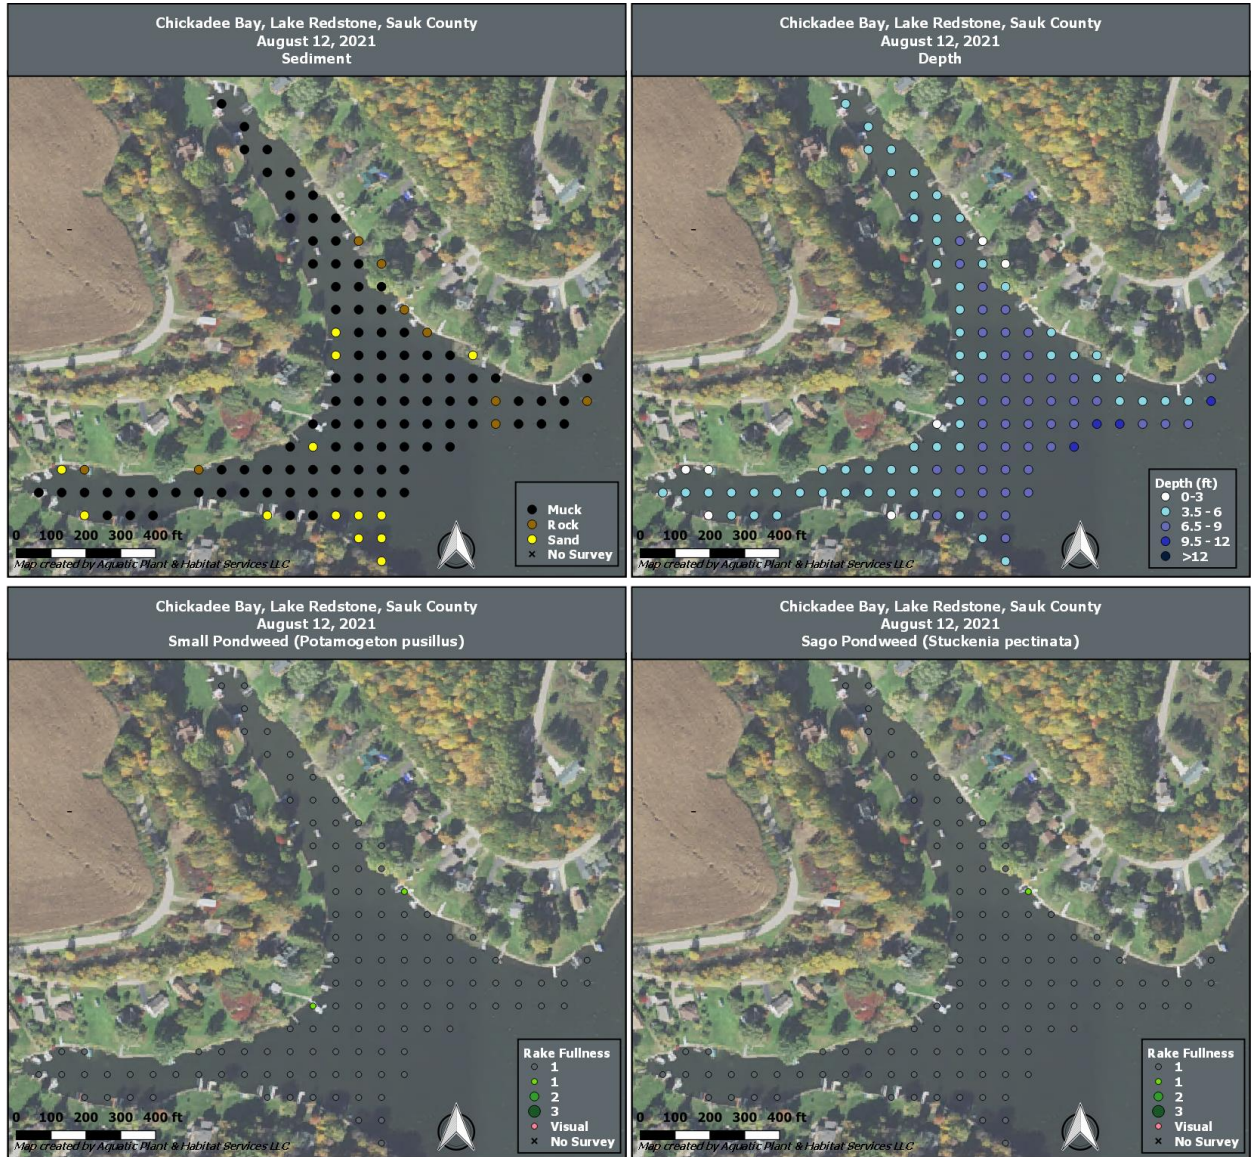 Chickadee Bay, Lake Redstone, Sauk County
August 12, 2021
Sediment
Muck
Rock
Sand
No Survey
0 100 200 300 400 ft
Map created by Aquatic Plant & Habitat Services LLC
Chickadee Bay, Lake Redstone, Sauk County
August 12, 2021
Depth
Depth (ft)
0-3
3.5 - 6
6.5 - 9
9.5 - 12
>12
0 100 200 300 400 ft
Map created by Aquatic Plant & Habitat Services LLC
Chickadee Bay, Lake Redstone, Sauk County
August 12, 2021
Small Pondweed (Potamogeton pusillus)
Rake Fullness
1
1
2
3
Visual
No Survey
0 100 200 300 400 ft
Map created by Aquatic Plant & Habitat Services LLC
Chickadee Bay, Lake Redstone, Sauk County
August 12, 2021
Sago Pondweed (Stuckenia pectinata)
Rake Fullness
1
1
2
3
Visual
No Survey
0 100 200 300 400 ft
Map created by Aquatic Plant & Habitat Services LLC